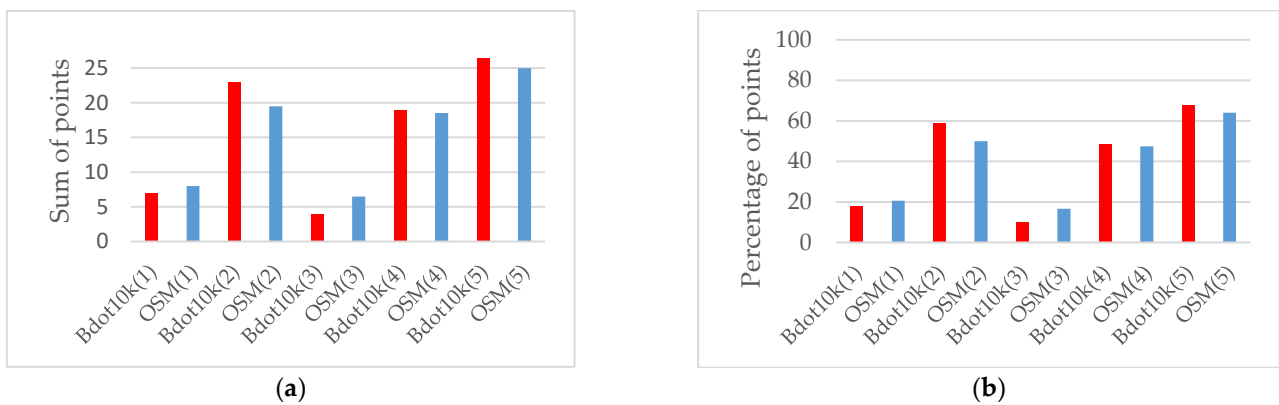 Sum of points
25
20
15
10
5
0
Bdot10k(1)
OSM(1)
Bdot10k(2)
OSM(2)
Bdot10k(3)
OSM(3)
Bdot10k(4)
OSM(4)
Bdot10k(5)
OSM(5)
(a)
Percentage of points
100
80
60
40
20
0
Bdot10k(1)
OSM(1)
Bdot10k(2)
OSM(2)
Bdot10k(3)
OSM(3)
Bdot10k(4)
OSM(4)
Bdot10k(5)
OSM(5)
(b)